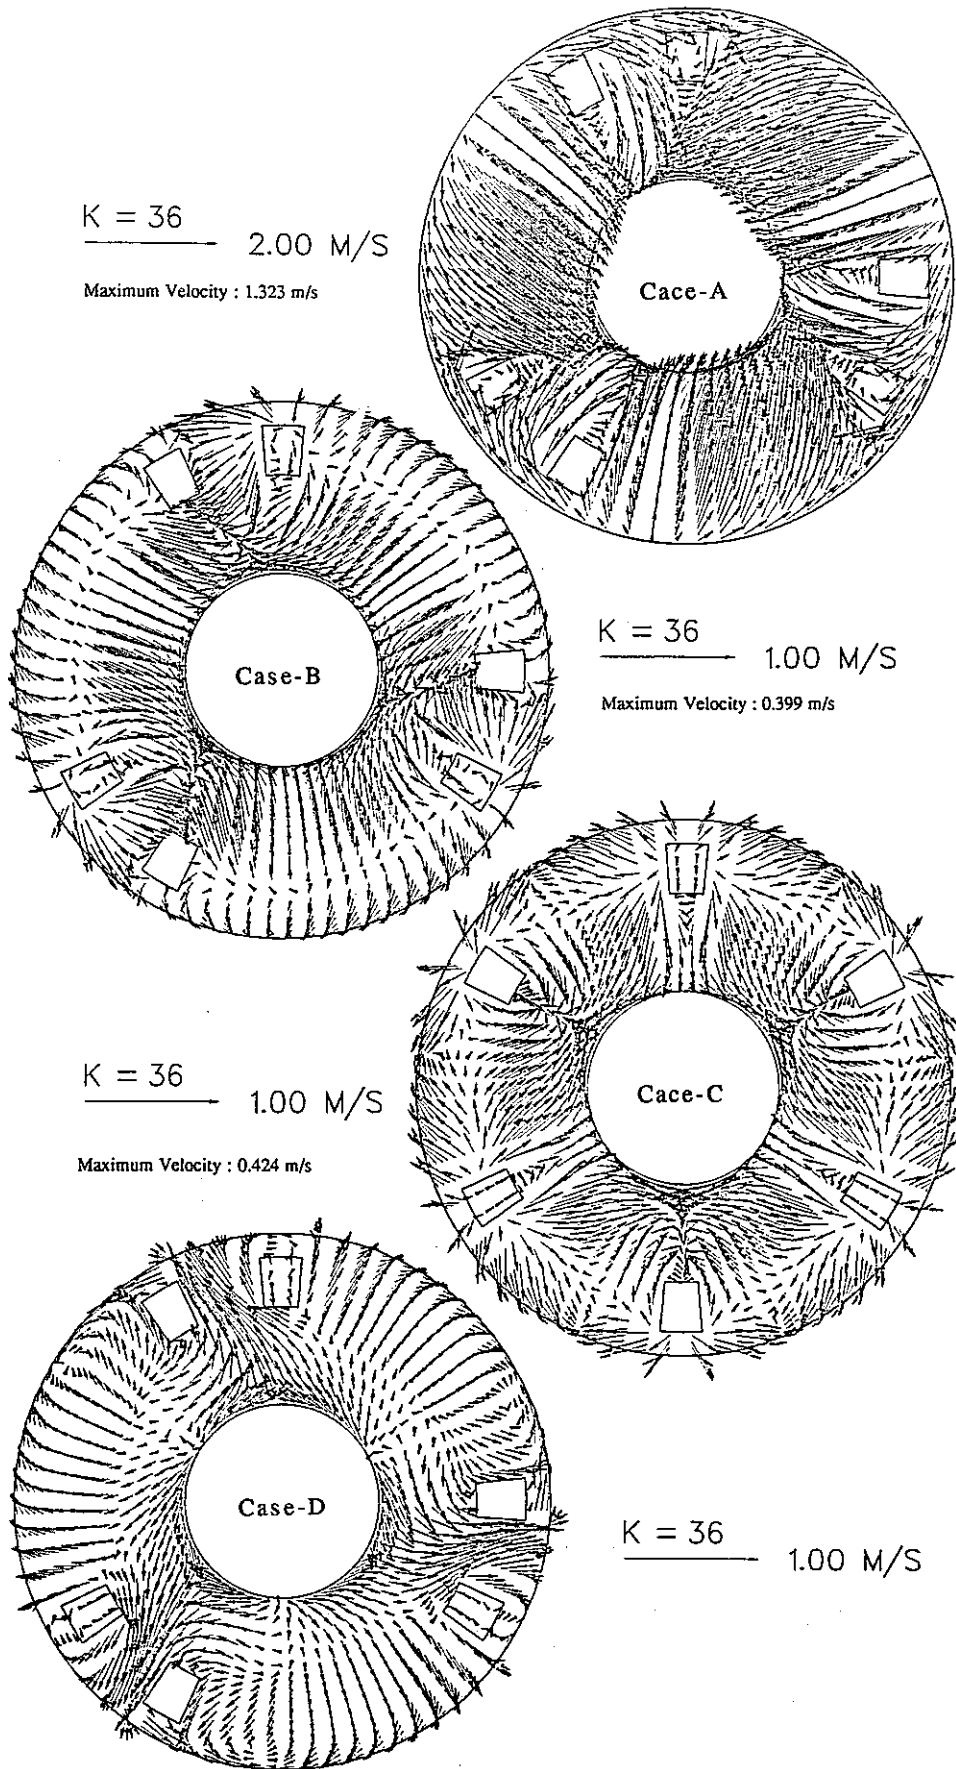 K = 36
2.00 M/S
Maximum Velocity : 1.323 m/s
Cace-A
Case-B
K = 36
1.00 M/S
Maximum Velocity : 0.399 m/s
K = 36
1.00 M/S
Maximum Velocity : 0.424 m/s
Cace-C
Case-D
K = 36
1.00 M/S